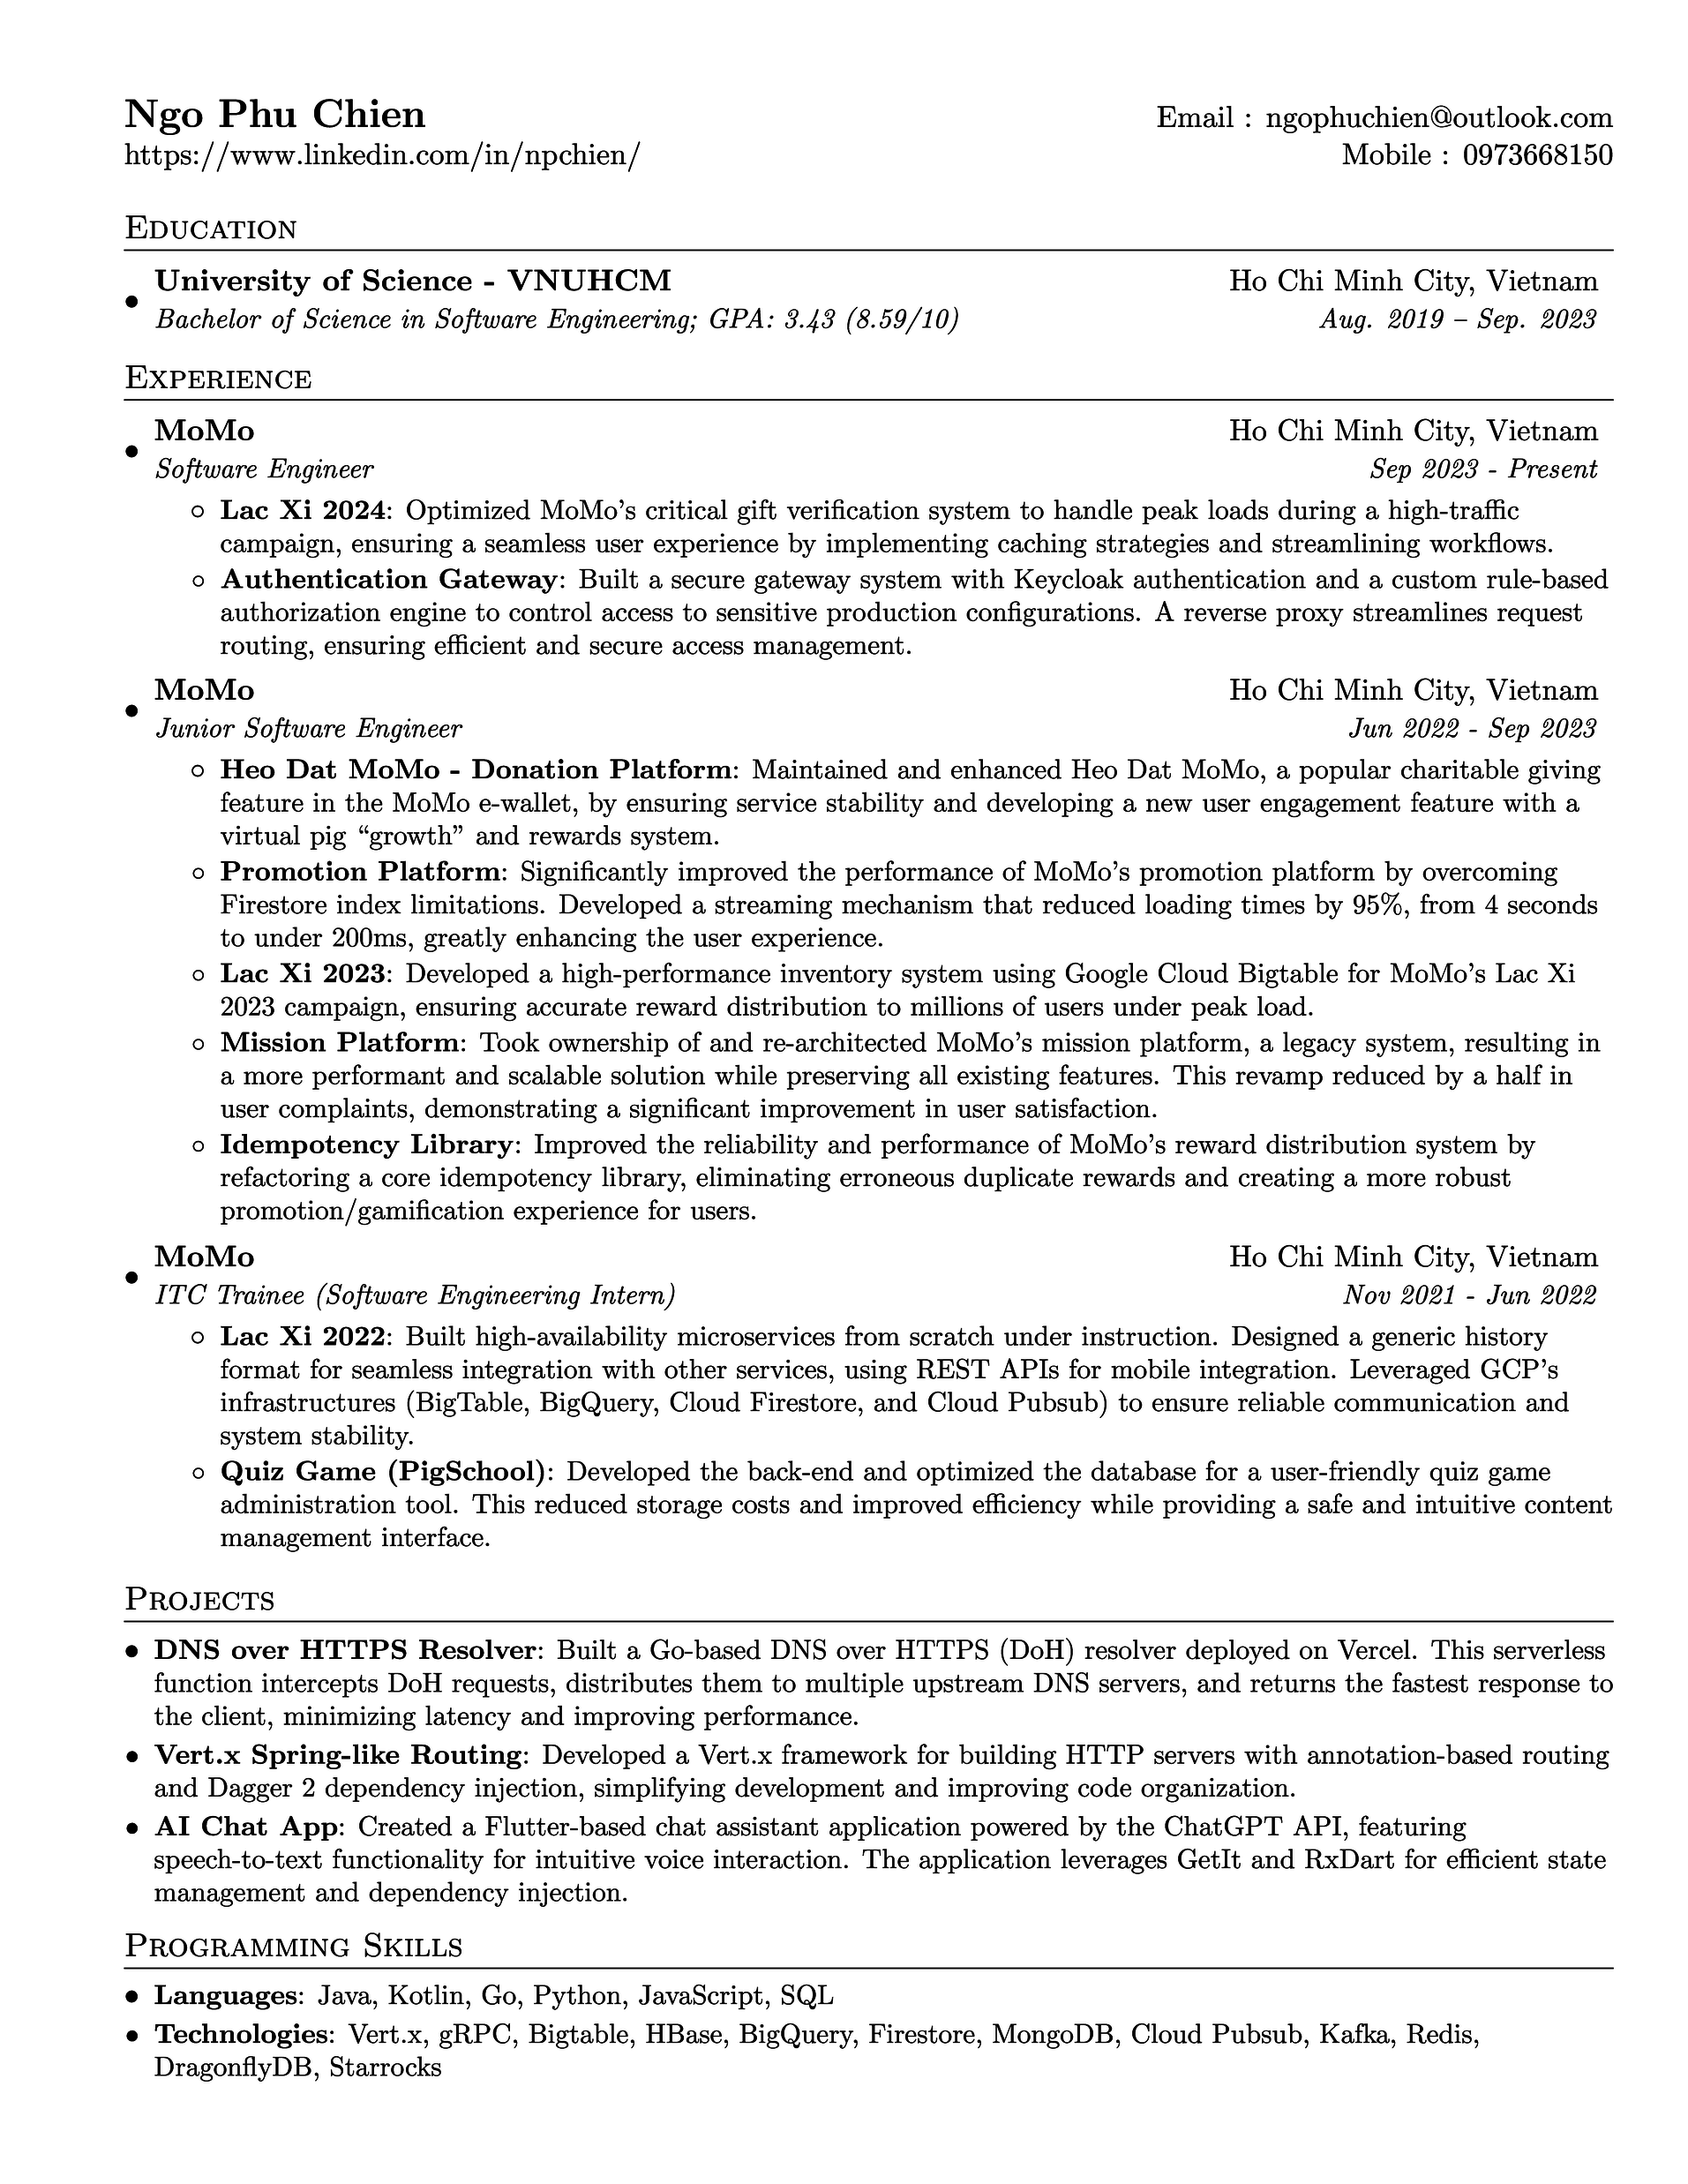 Ngo Phu Chien
Email : ngophuchien@outlook.com
https://www.linkedin.com/in/npchien/
Mobile : 0973668150
Education
• University of Science - VNUHCM
Ho Chi Minh City, Vietnam
Bachelor of Science in Software Engineering; GPA: 3.43 (8.59/10)
Aug. 2019 – Sep. 2023
Experience
• MoMo
Ho Chi Minh City, Vietnam
Software Engineer
Sep 2023 - Present
◦ Lac Xi 2024: Optimized MoMo's critical gift verification system to handle peak loads during a high-traffic
campaign, ensuring a seamless user experience by implementing caching strategies and streamlining workflows.
◦ Authentication Gateway: Built a secure gateway system with Keycloak authentication and a custom rule-based
authorization engine to control access to sensitive production configurations. A reverse proxy streamlines request
routing, ensuring efficient and secure access management.
• MoMo
Ho Chi Minh City, Vietnam
Junior Software Engineer
Jun 2022 - Sep 2023
◦ Heo Dat MoMo - Donation Platform: Maintained and enhanced Heo Dat MoMo, a popular charitable giving
feature in the MoMo e-wallet, by ensuring service stability and developing a new user engagement feature with a
virtual pig “growth” and rewards system.
◦ Promotion Platform: Significantly improved the performance of MoMo's promotion platform by overcoming
Firestore index limitations. Developed a streaming mechanism that reduced loading times by 95%, from 4 seconds
to under 200ms, greatly enhancing the user experience.
◦ Lac Xi 2023: Developed a high-performance inventory system using Google Cloud Bigtable for MoMo's Lac Xi
2023 campaign, ensuring accurate reward distribution to millions of users under peak load.
◦ Mission Platform: Took ownership of and re-architected MoMo's mission platform, a legacy system, resulting in
a more performant and scalable solution while preserving all existing features. This revamp reduced by a half in
user complaints, demonstrating a significant improvement in user satisfaction.
◦ Idempotency Library: Improved the reliability and performance of MoMo's reward distribution system by
refactoring a core idempotency library, eliminating erroneous duplicate rewards and creating a more robust
promotion/gamification experience for users.
• MoMo
Ho Chi Minh City, Vietnam
ITC Trainee (Software Engineering Intern)
Nov 2021 - Jun 2022
◦ Lac Xi 2022: Built high-availability microservices from scratch under instruction. Designed a generic history
format for seamless integration with other services, using REST APIs for mobile integration. Leveraged GCP's
infrastructures (BigTable, BigQuery, Cloud Firestore, and Cloud Pubsub) to ensure reliable communication and
system stability.
◦ Quiz Game (PigSchool): Developed the back-end and optimized the database for a user-friendly quiz game
administration tool. This reduced storage costs and improved efficiency while providing a safe and intuitive content
management interface.
Projects
• DNS over HTTPS Resolver: Built a Go-based DNS over HTTPS (DoH) resolver deployed on Vercel. This serverless
function intercepts DoH requests, distributes them to multiple upstream DNS servers, and returns the fastest response to
the client, minimizing latency and improving performance.
• Vert.x Spring-like Routing: Developed a Vert.x framework for building HTTP servers with annotation-based routing
and Dagger 2 dependency injection, simplifying development and improving code organization.
• AI Chat App: Created a Flutter-based chat assistant application powered by the ChatGPT API, featuring
speech-to-text functionality for intuitive voice interaction. The application leverages GetIt and RxDart for efficient state
management and dependency injection.
Programming Skills
• Languages: Java, Kotlin, Go, Python, JavaScript, SQL
• Technologies: Vert.x, gRPC, Bigtable, HBase, BigQuery, Firestore, MongoDB, Cloud Pubsub, Kafka, Redis,
DragonflyDB, Starrocks